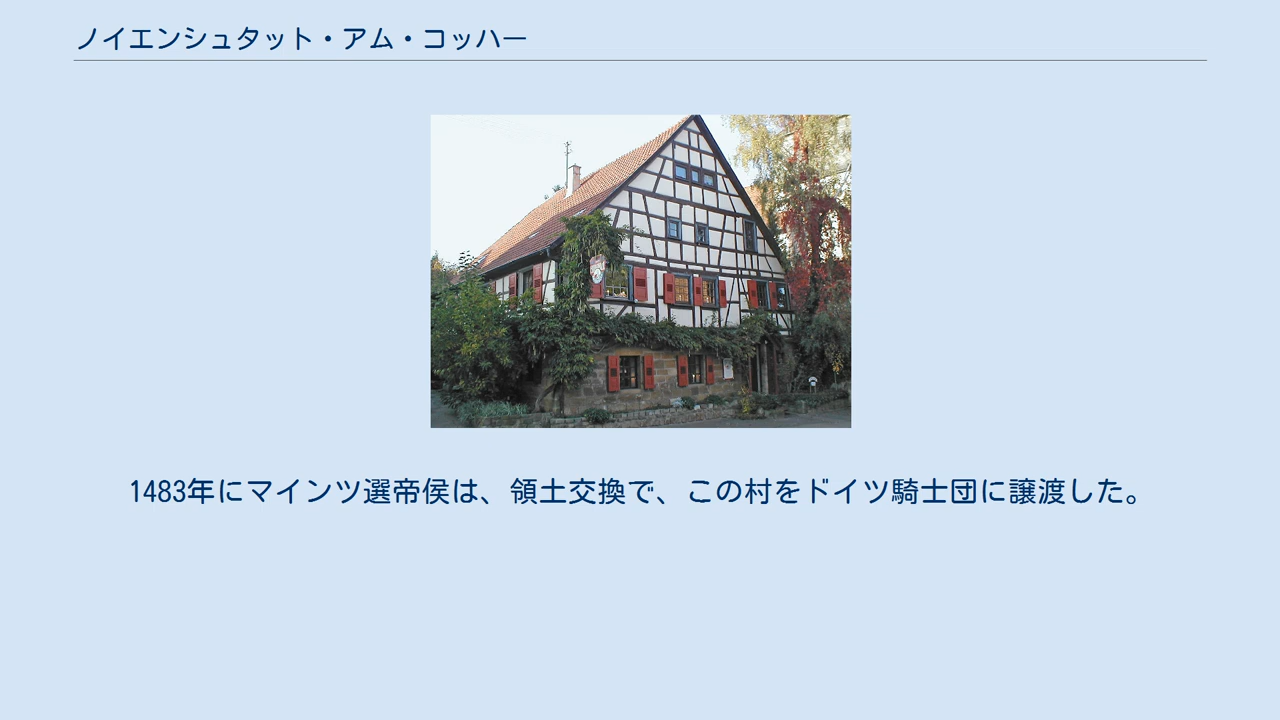 ノイエンシュタット・アム・コッハー
1483年にマインツ選帝侯は、領土交換で、この村をドイツ騎士団に譲渡した。